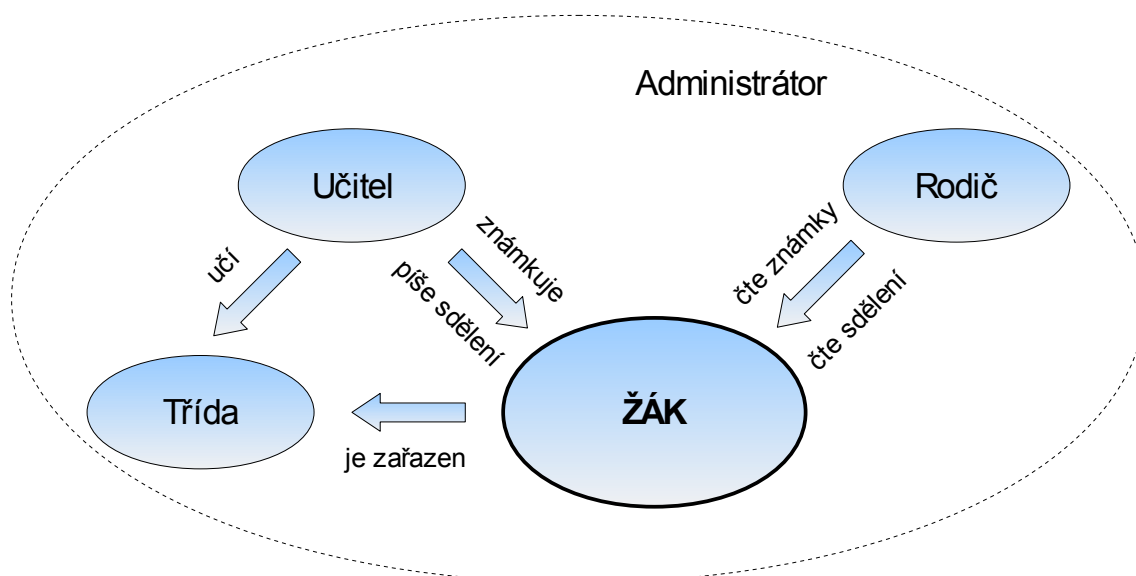 Administrátor
Učitel
Rodič
učí
píše sdělení
známkuje
čte známky
čte sdělení
Třída
ŽÁK
je zařazen